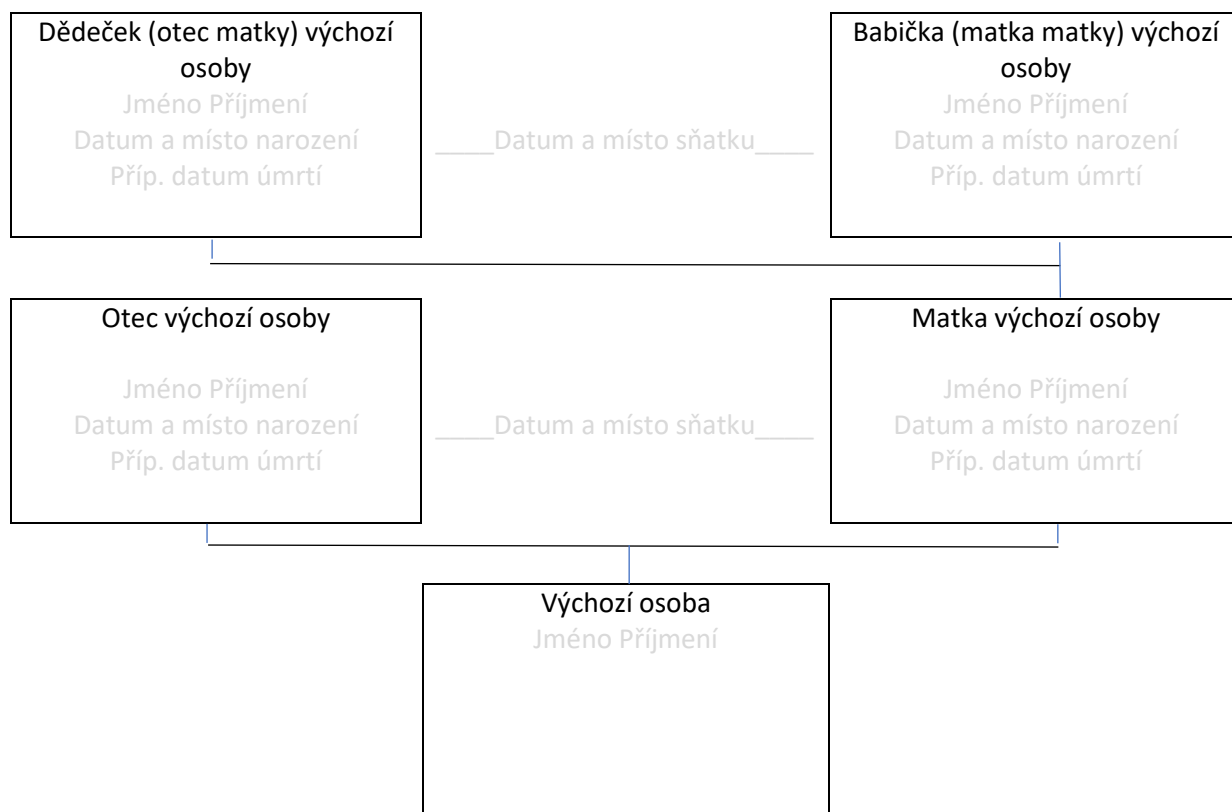 Dědeček (otec matky) výchozí
osoby
Jméno Příjmení
Datum a místo narození
Příp. datum úmrtí
____Datum a místo sňatku____
Babička (matka matky) výchozí
osoby
Jméno Příjmení
Datum a místo narození
Příp. datum úmrtí
Otec výchozí osoby
Jméno Příjmení
Datum a místo narození
Příp. datum úmrtí
____Datum a místo sňatku____
Matka výchozí osoby
Jméno Příjmení
Datum a místo narození
Příp. datum úmrtí
Výchozí osoba
Jméno Příjmení